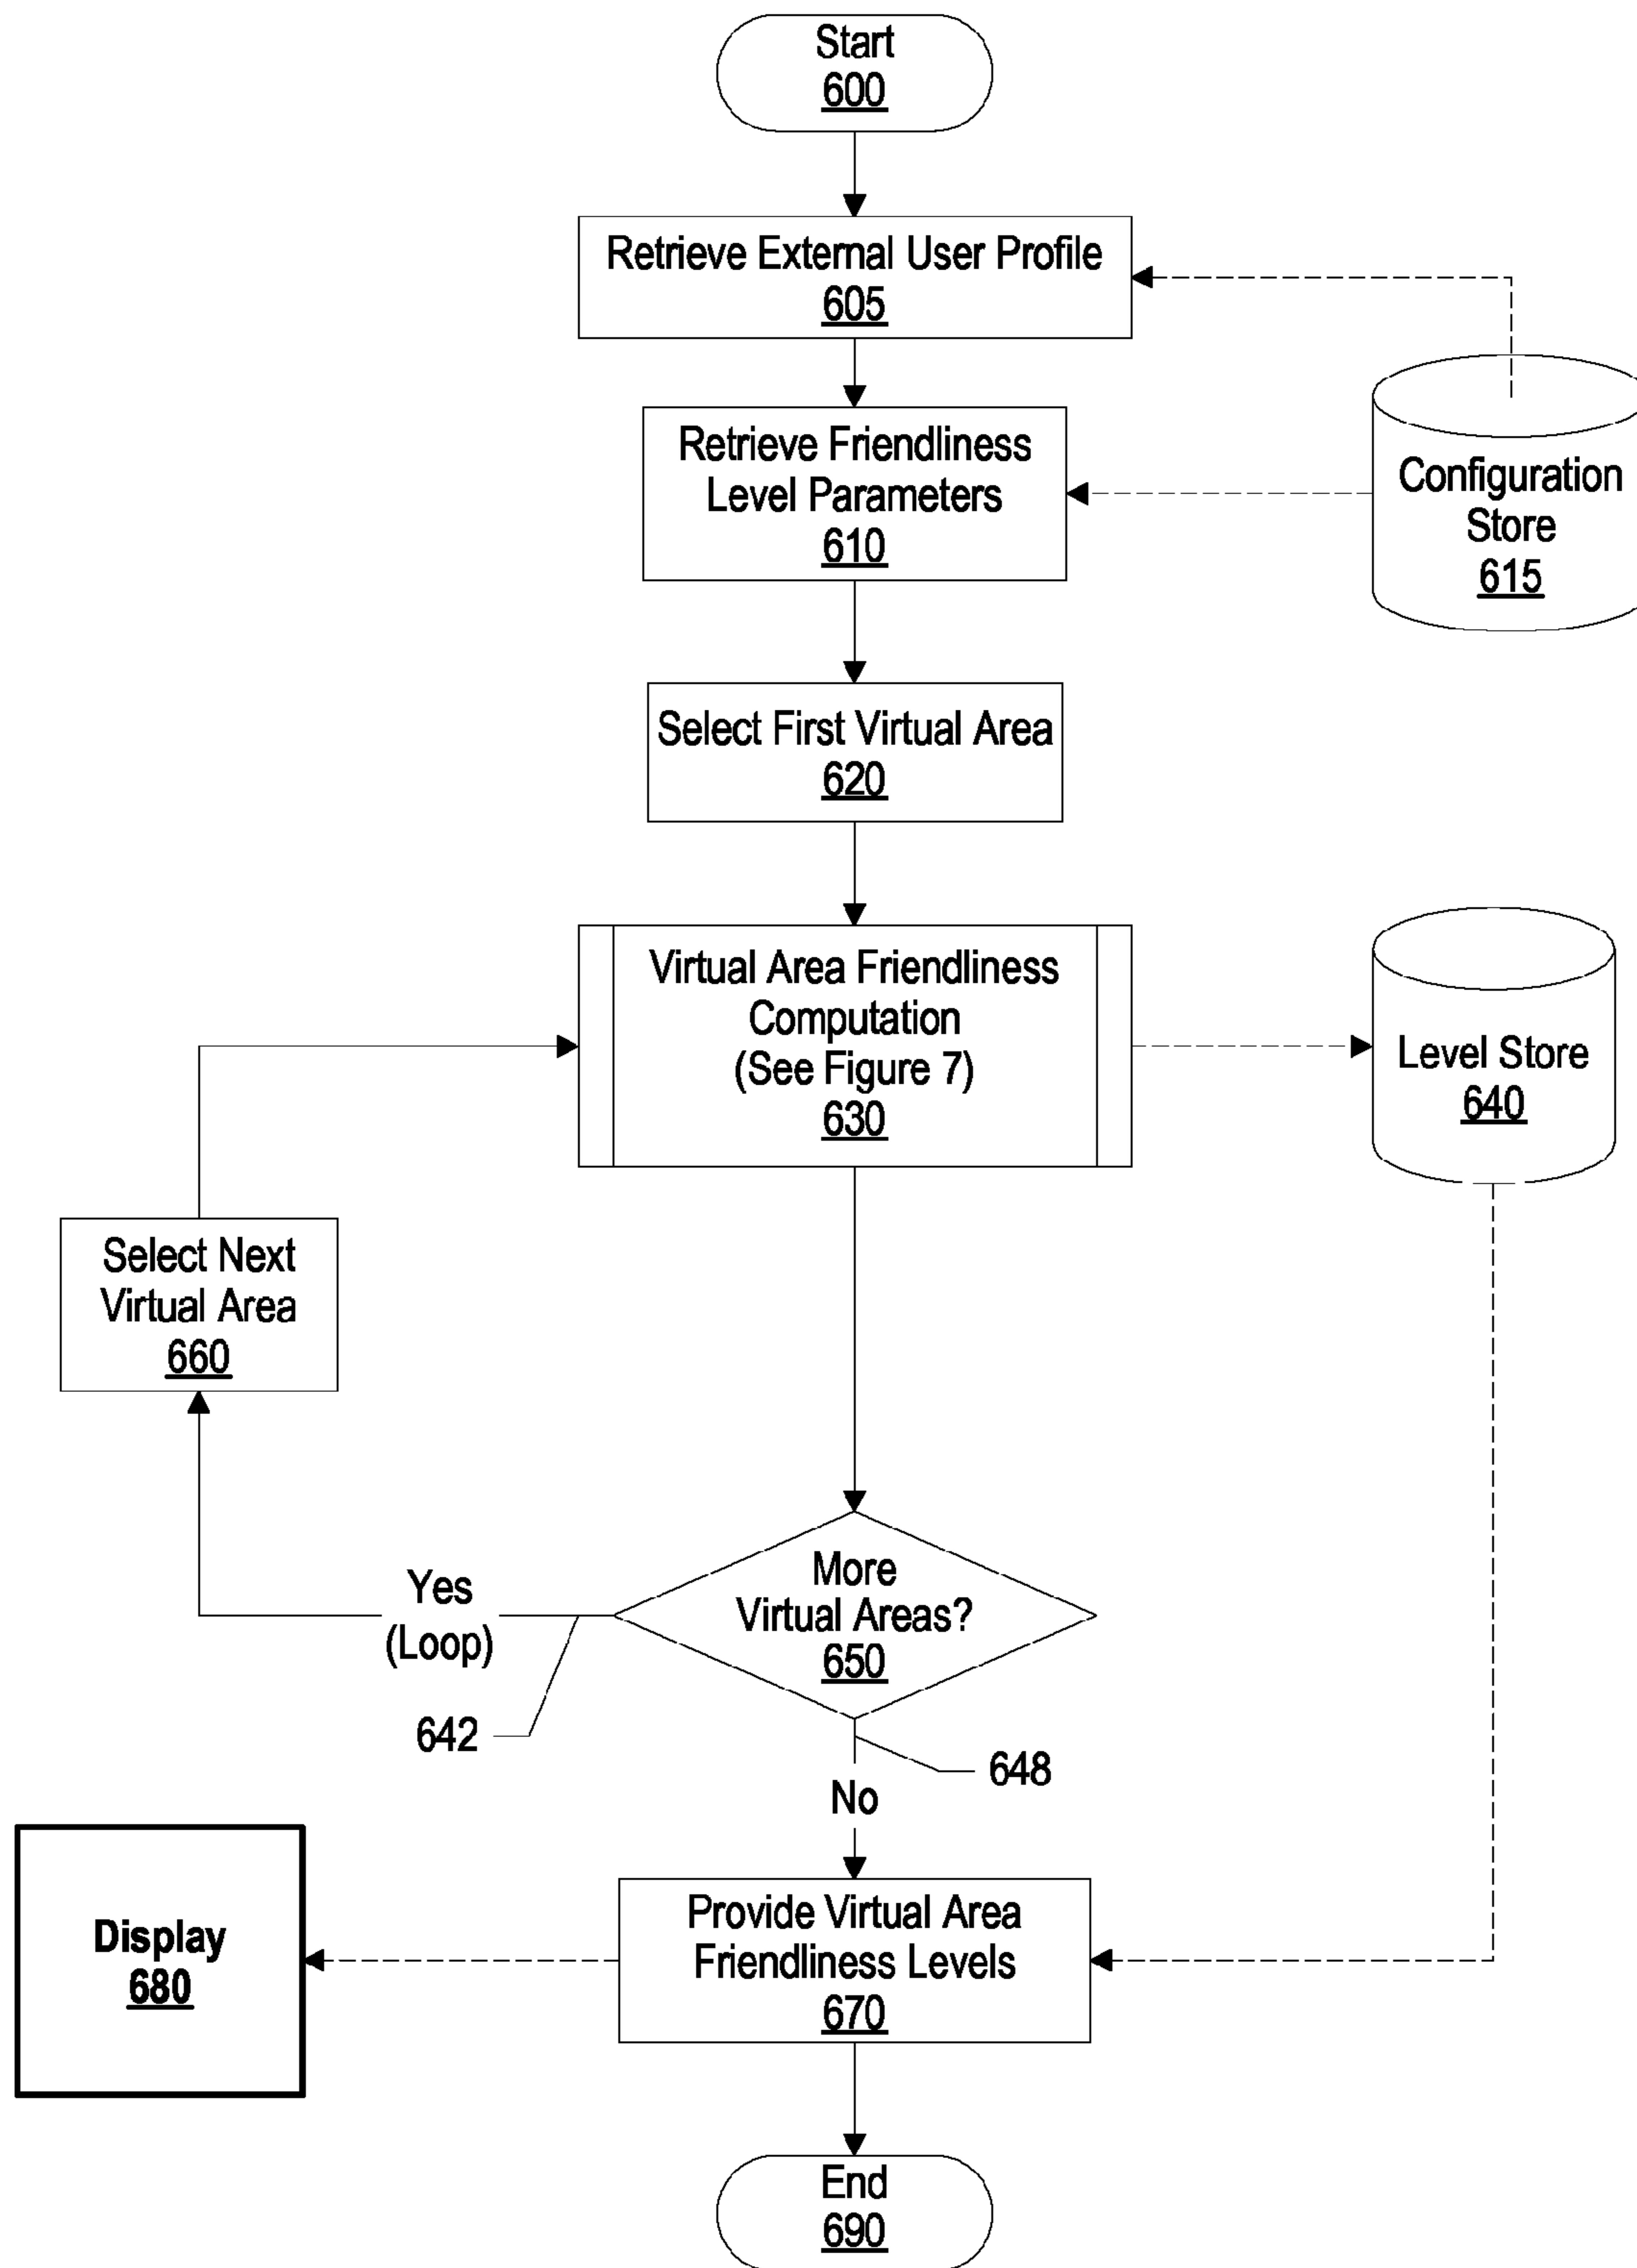 Start
600
Retrieve External User Profile
605
Retrieve Friendliness
Level Parameters
610
Configuration
Store
615
Select First Virtual Area
620
Virtual Area Friendliness
Computation
(See Figure 7)
630
Level Store
640
Select Next
Virtual Area
660
More
Virtual Areas?
650
Yes
(Loop)
642
648
No
Provide Virtual Area
Friendliness Levels
670
Display
680
End
690